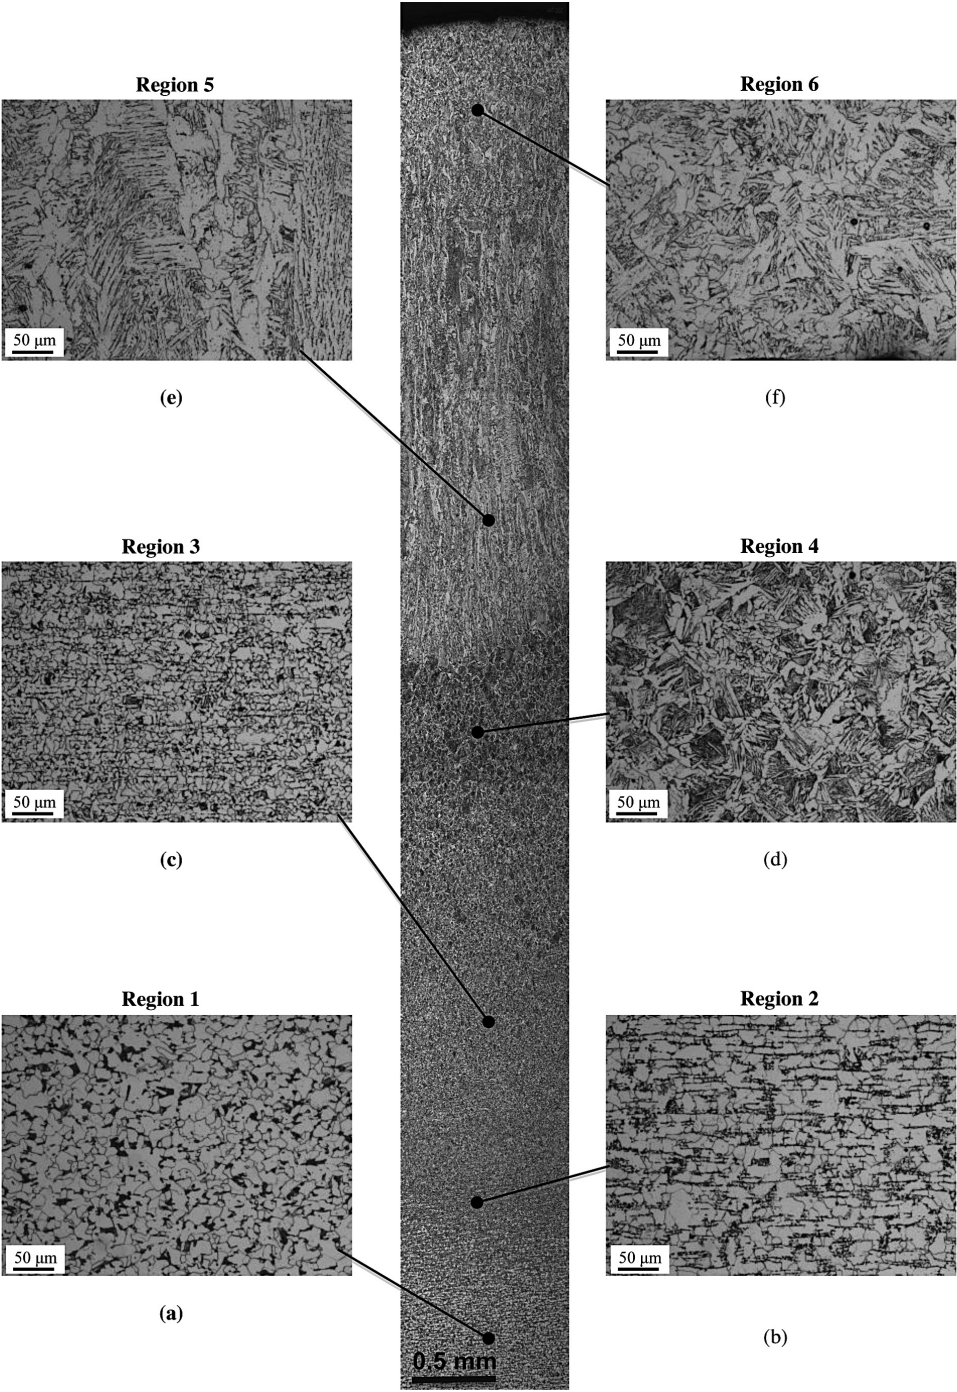 Region 5
50 μm
(e)
Region 6
50 μm
(f)
Region 3
50 μm
(c)
Region 4
50 μm
(d)
Region 1
50 μm
(a)
Region 2
50 μm
(b)
0.5 mm